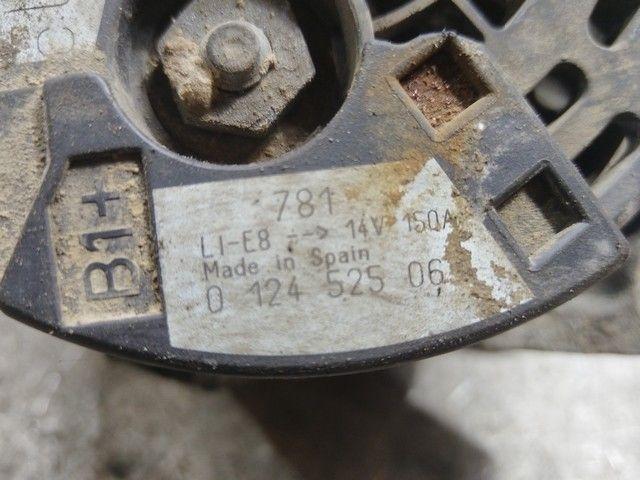 B1+
781
LI-E8 --> 14V 150A
Made in Spain
0 124 525 06